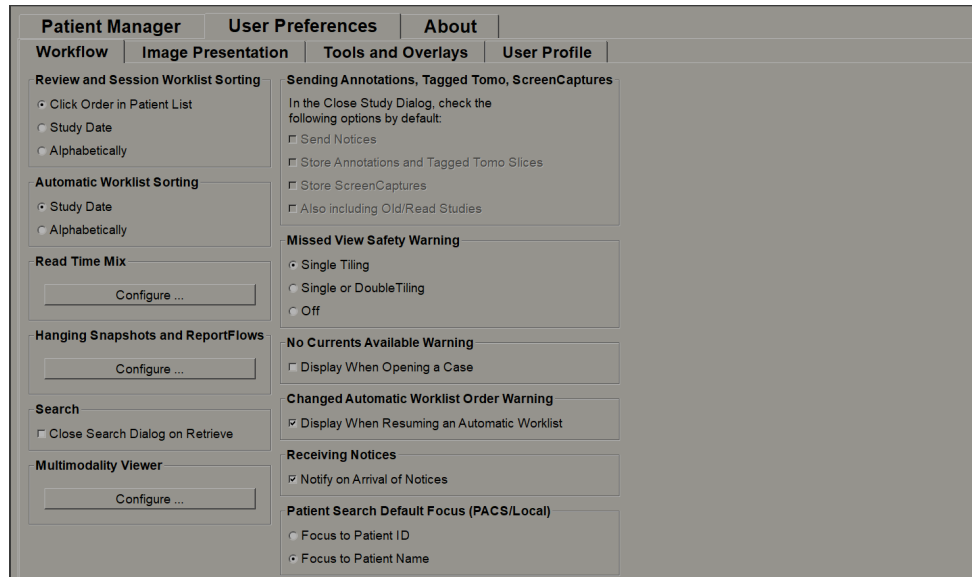 Patient Manager User Preferences About
Workflow Image Presentation Tools and Overlays User Profile
Review and Session Worklist Sorting
Click Order in Patient List
Study Date
Alphabetically
Automatic Worklist Sorting
Study Date
Alphabetically
Read Time Mix
Configure ...
Hanging Snapshots and ReportFlows
Configure ...
Search
Close Search Dialog on Retrieve
Multimodality Viewer
Configure ...
Sending Annotations, Tagged Tomo, ScreenCaptures
In the Close Study Dialog, check the
following options by default:
Send Notices
Store Annotations and Tagged Tomo Slices
Store ScreenCaptures
Also including Old/Read Studies
Missed View Safety Warning
Single Tiling
Single or DoubleTiling
Off
No Currents Available Warning
Display When Opening a Case
Changed Automatic Worklist Order Warning
Display When Resuming an Automatic Worklist
Receiving Notices
Notify on Arrival of Notices
Patient Search Default Focus (PACS/Local)
Focus to Patient ID
Focus to Patient Name